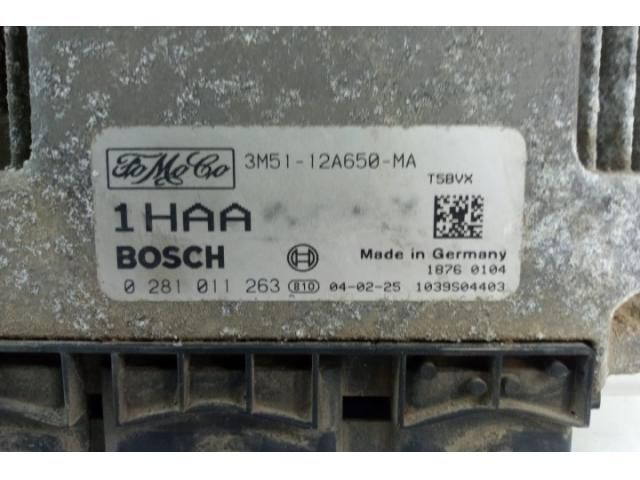 FoMoCo 3M51-12A650-MA
T5BVX
1HAA
BOSCH Made in Germany
1876 0104
0 281 011 263 810 04-02-25 1039S04403